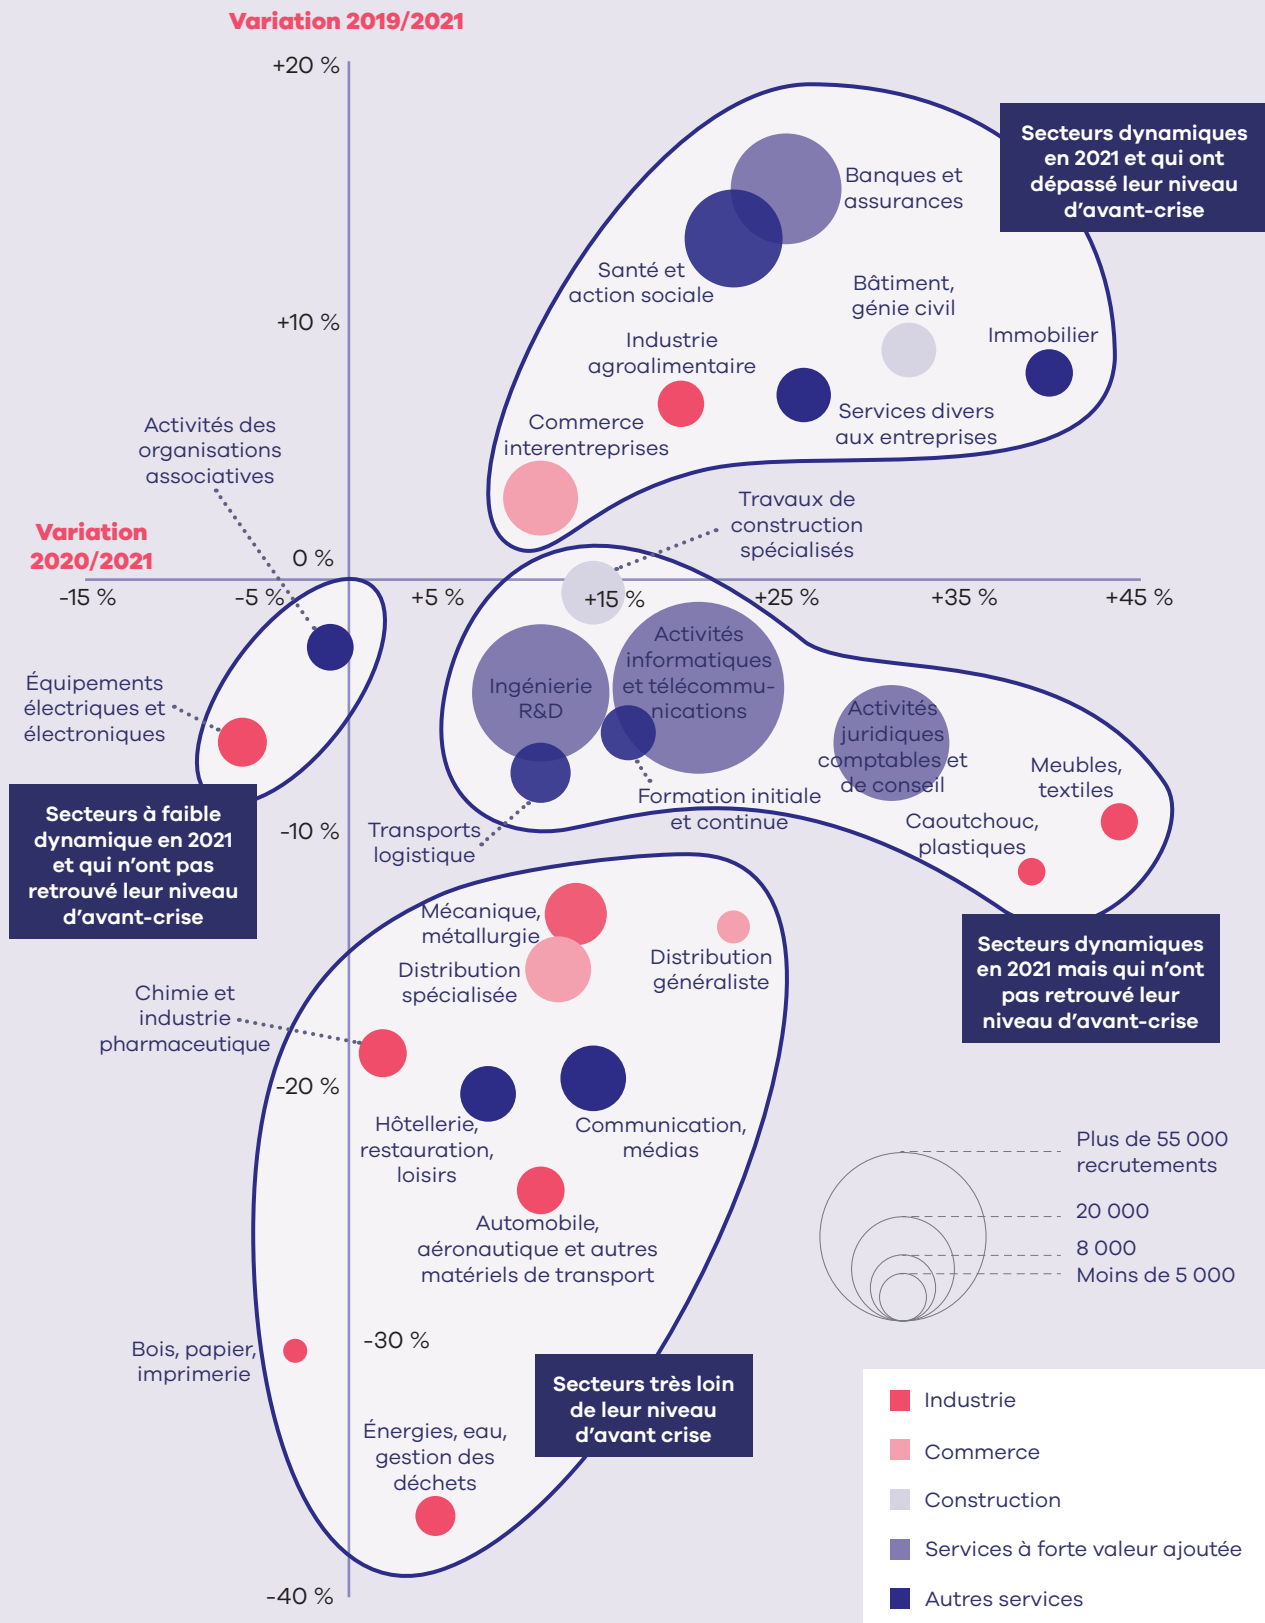 Variation 2019/2021
+20 %
Secteurs dynamiques
en 2021 et qui ont
dépassé leur niveau
d’avant-crise
Banques et
assurances
Santé et
action sociale
Bâtiment,
génie civil
+10 %
Immobilier
Industrie
agroalimentaire
Services divers
aux entreprises
Commerce
interentreprises
Activités des
organisations
associatives
Travaux de
construction
spécialisés
Variation
2020/2021
0 %
-15 %
-5 %
+5 %
+15 %
+25 %
+35 %
+45 %
Activités
informatiques
et télécommu-
nications
Ingénierie
R&D
Équipements
électriques et
électroniques
Activités
juridiques
comptables et
de conseil
Meubles,
textiles
Formation initiale
et continue
Caoutchouc,
plastiques
Transports
logistique
-10 %
Secteurs à faible
dynamique en 2021
et qui n’ont pas
retrouvé leur niveau
d’avant-crise
Mécanique,
métallurgie
Distribution
spécialisée
Distribution
généraliste
Secteurs dynamiques
en 2021 mais qui n’ont
pas retrouvé leur
niveau d’avant-crise
Chimie et
industrie
pharmaceutique
-20 %
Hôtellerie,
restauration,
loisirs
Communication,
médias
Automobile,
aéronautique et autres
matériels de transport
Plus de 55 000
recrutements
20 000
8 000
Moins de 5 000
-30 %
Bois, papier,
imprimerie
Secteurs très loin
de leur niveau
d’avant crise
Énergies, eau,
gestion des
déchets
-40 %
Industrie
Commerce
Construction
Services à forte valeur ajoutée
Autres services